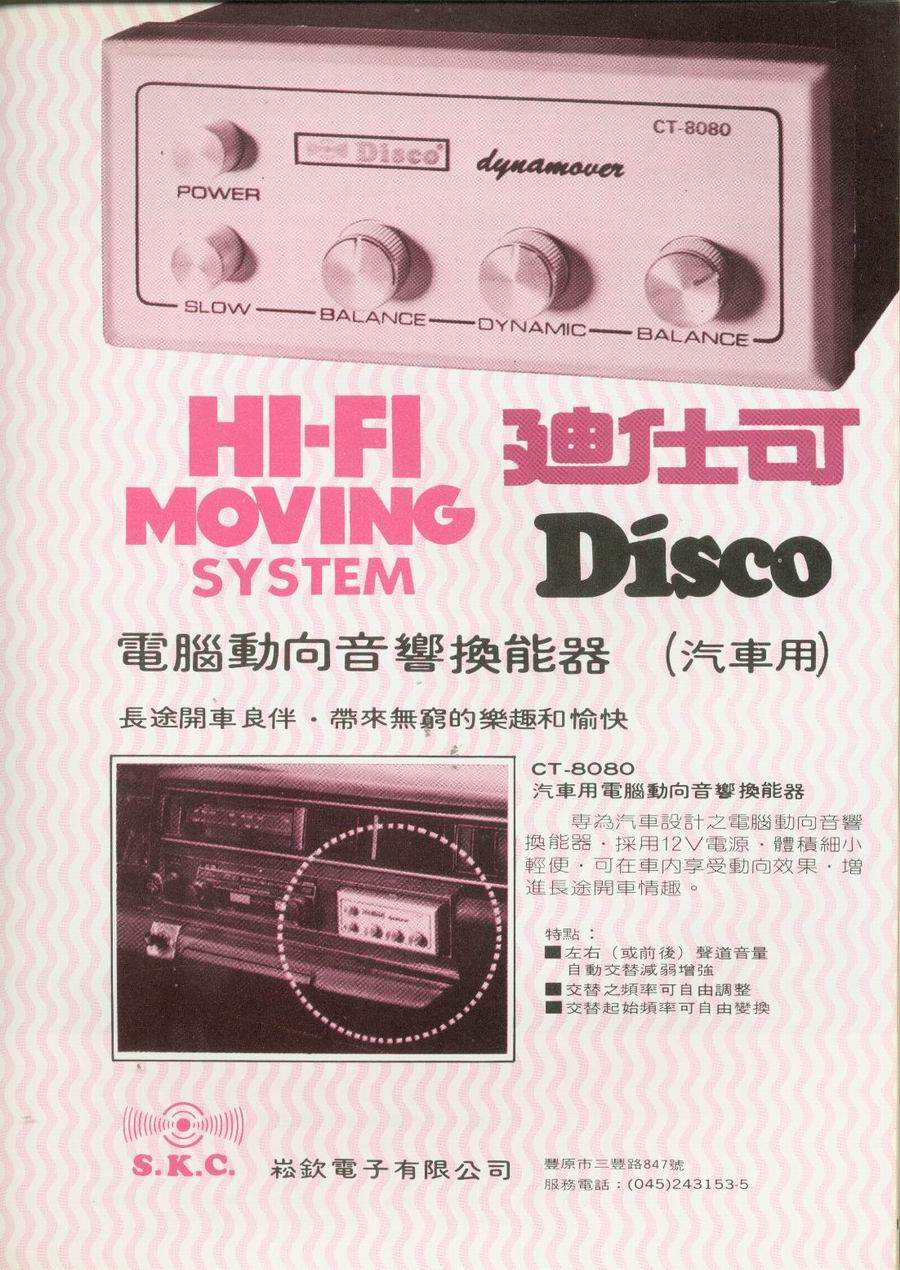 CT-8080
Disco
dynamover
POWER
SLOW
BALANCE
DYNAMIC
BALANCE
HI-FI
MOVING
SYSTEM
廸仕可
Disco
電腦動向音響換能器 (汽車用)
長途開車良伴・帶來無窮的樂趣和愉快
CT-8080
汽車用電腦動向音響換能器
專為汽車設計之電腦動向音響
換能器・採用12V電源・體積細小
輕便・可在車內享受動向效果・增
進長途開車情趣。
特點：
■左右（或前後）聲道音量
自動交替減弱增強
■交替之頻率可自由調整
■交替起始頻率可自由變換
S.K.C.
崧欽電子有限公司
豐原市三豐路847號
服務電話：(045)243153-5